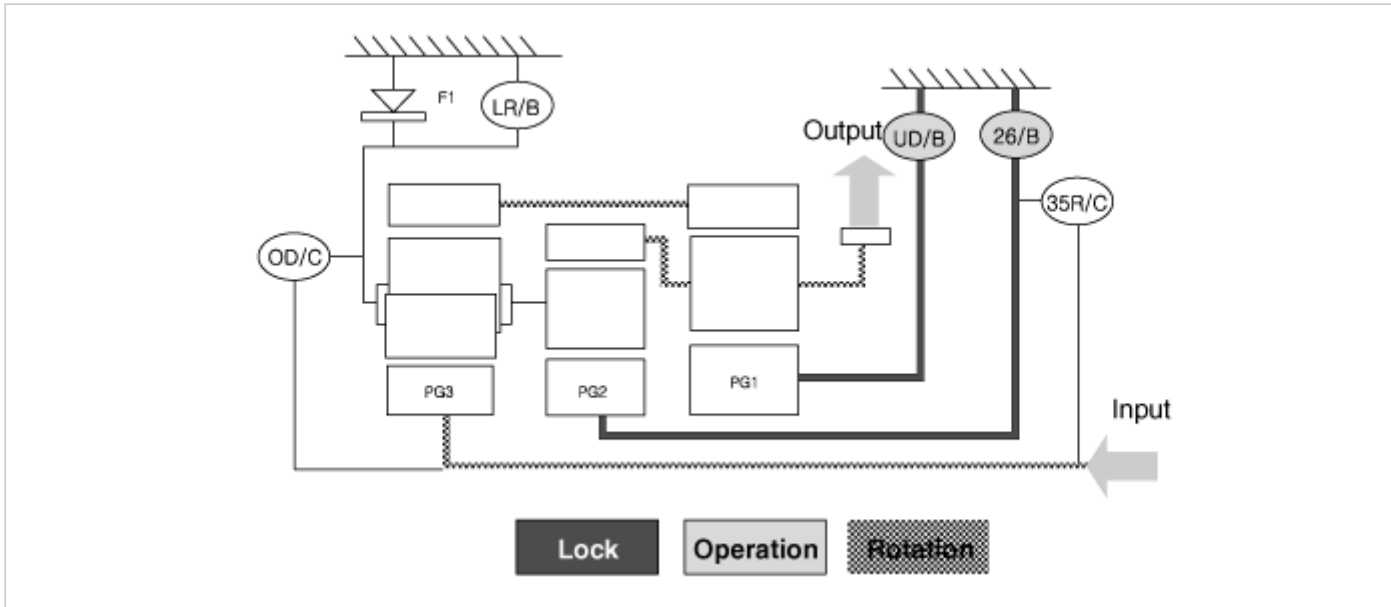 F1
LR/B
Output
UD/B
26/B
35R/C
OD/C
PG3
PG2
PG1
Input
Lock
Operation
Rotation